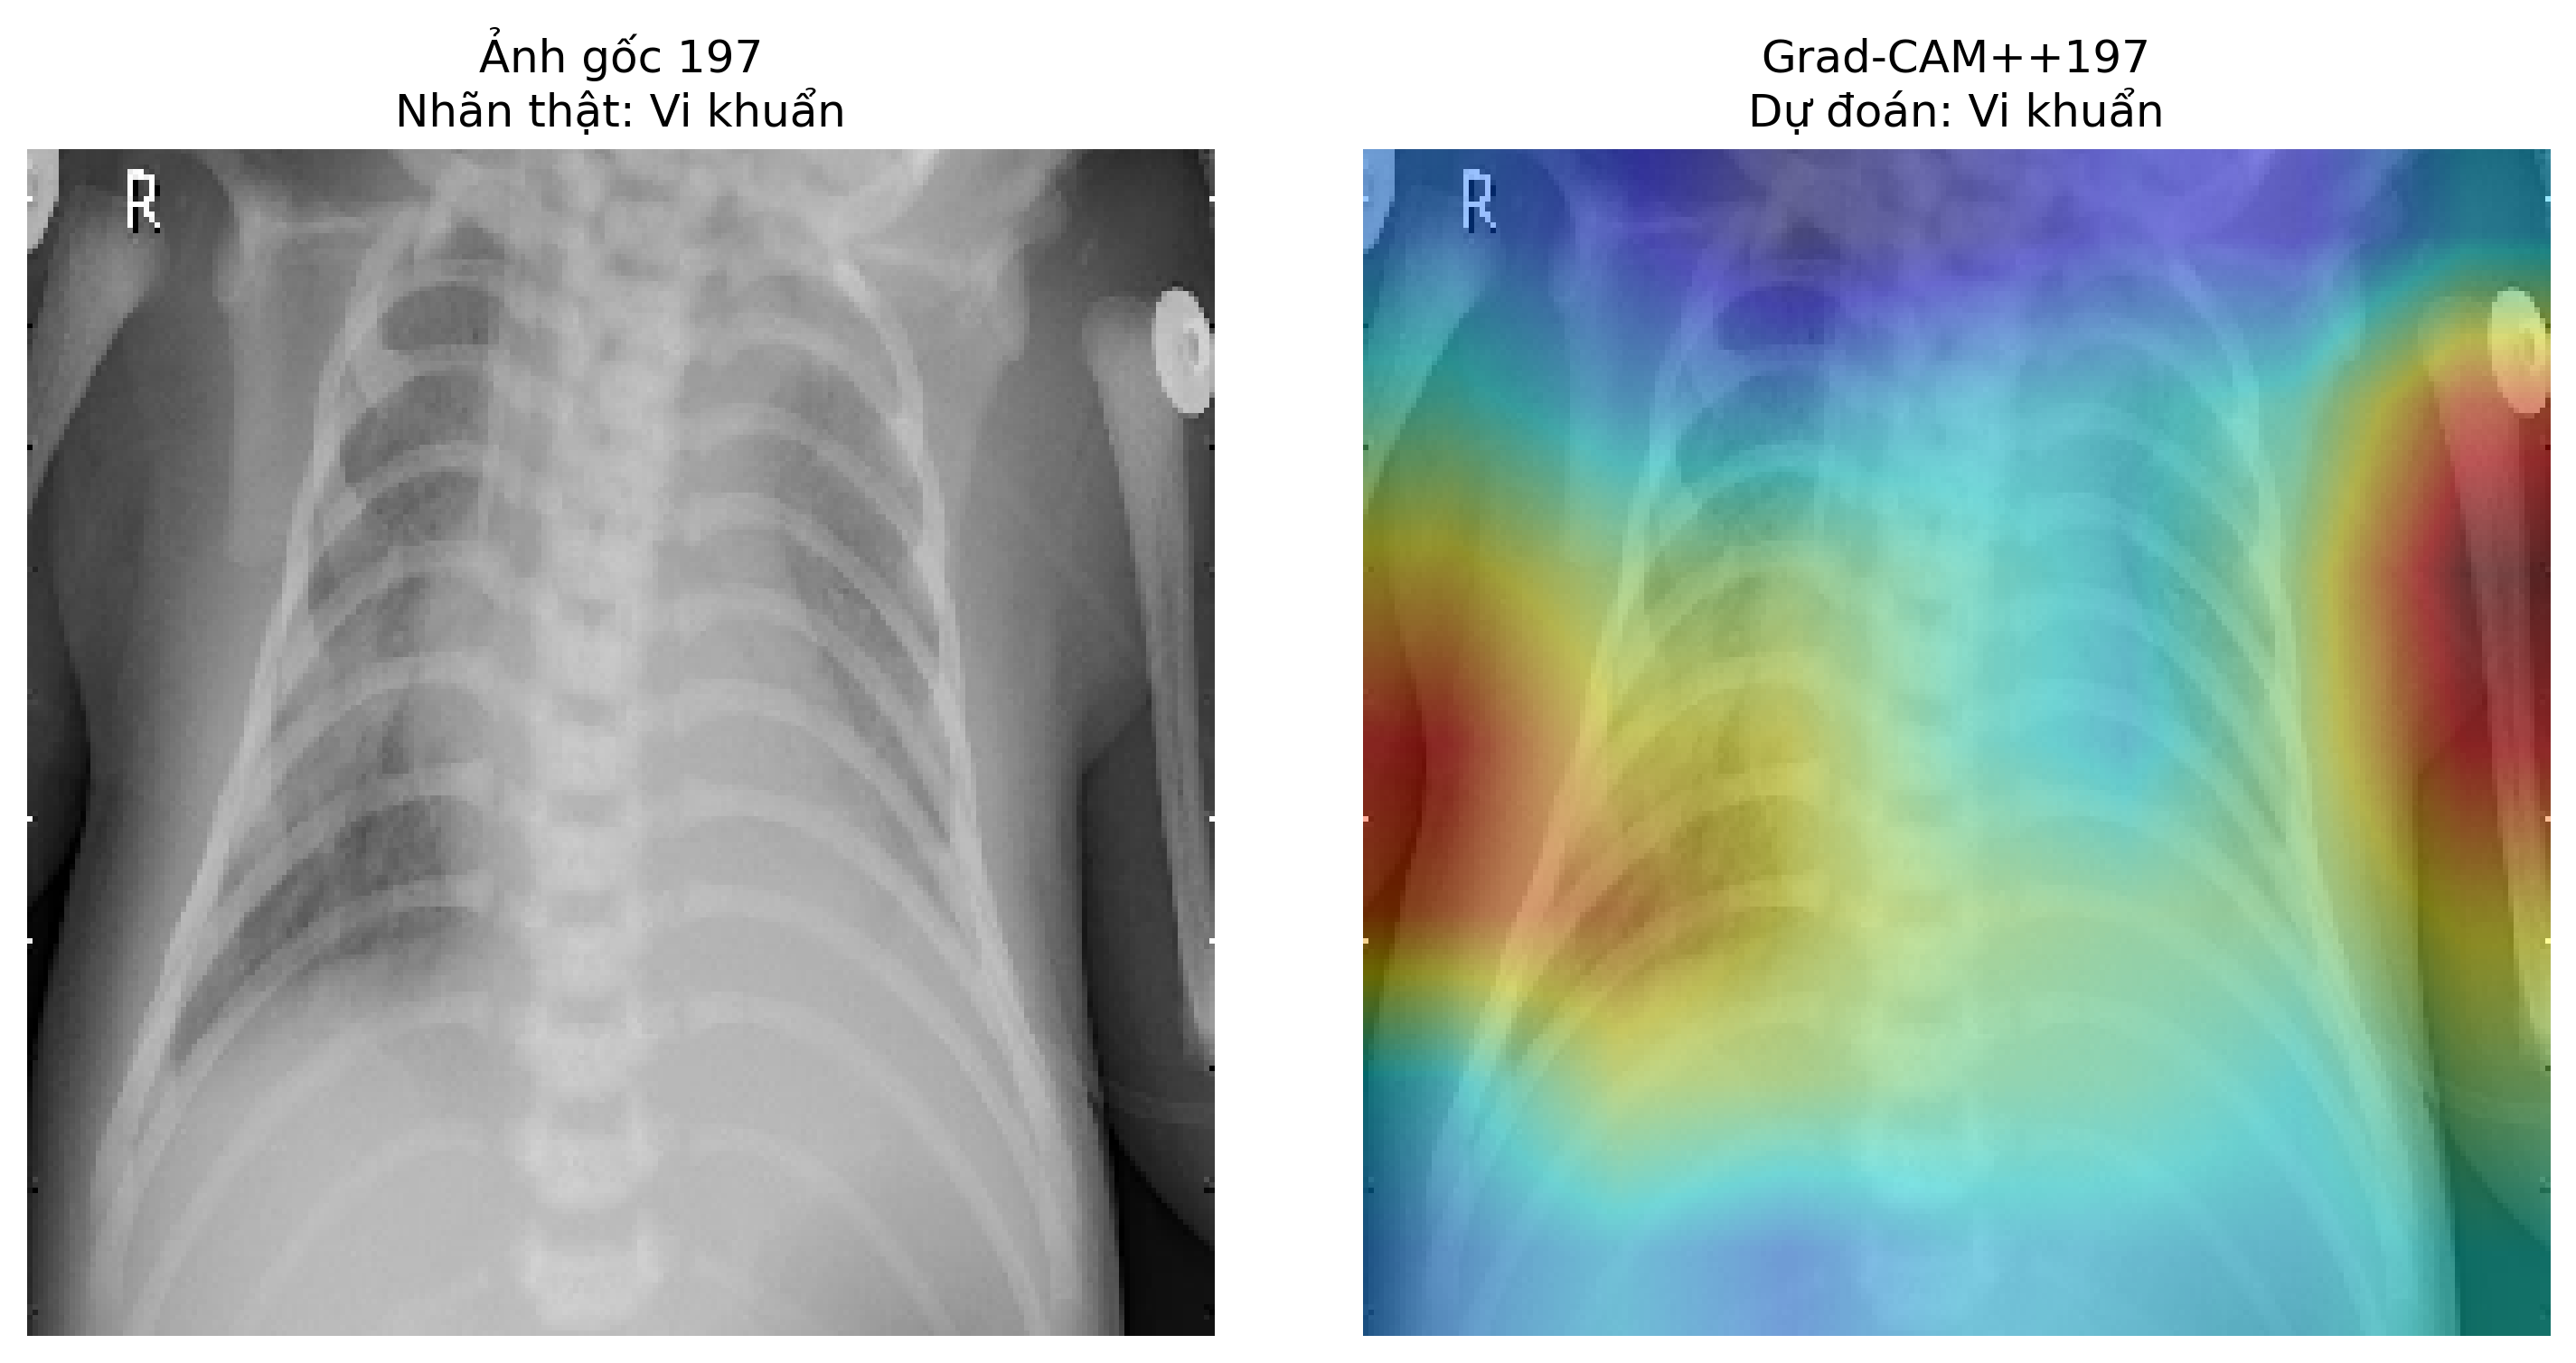 Ảnh gốc 197
Nhãn thật: Vi khuẩn
R
Grad-CAM++197
Dự đoán: Vi khuẩn
R